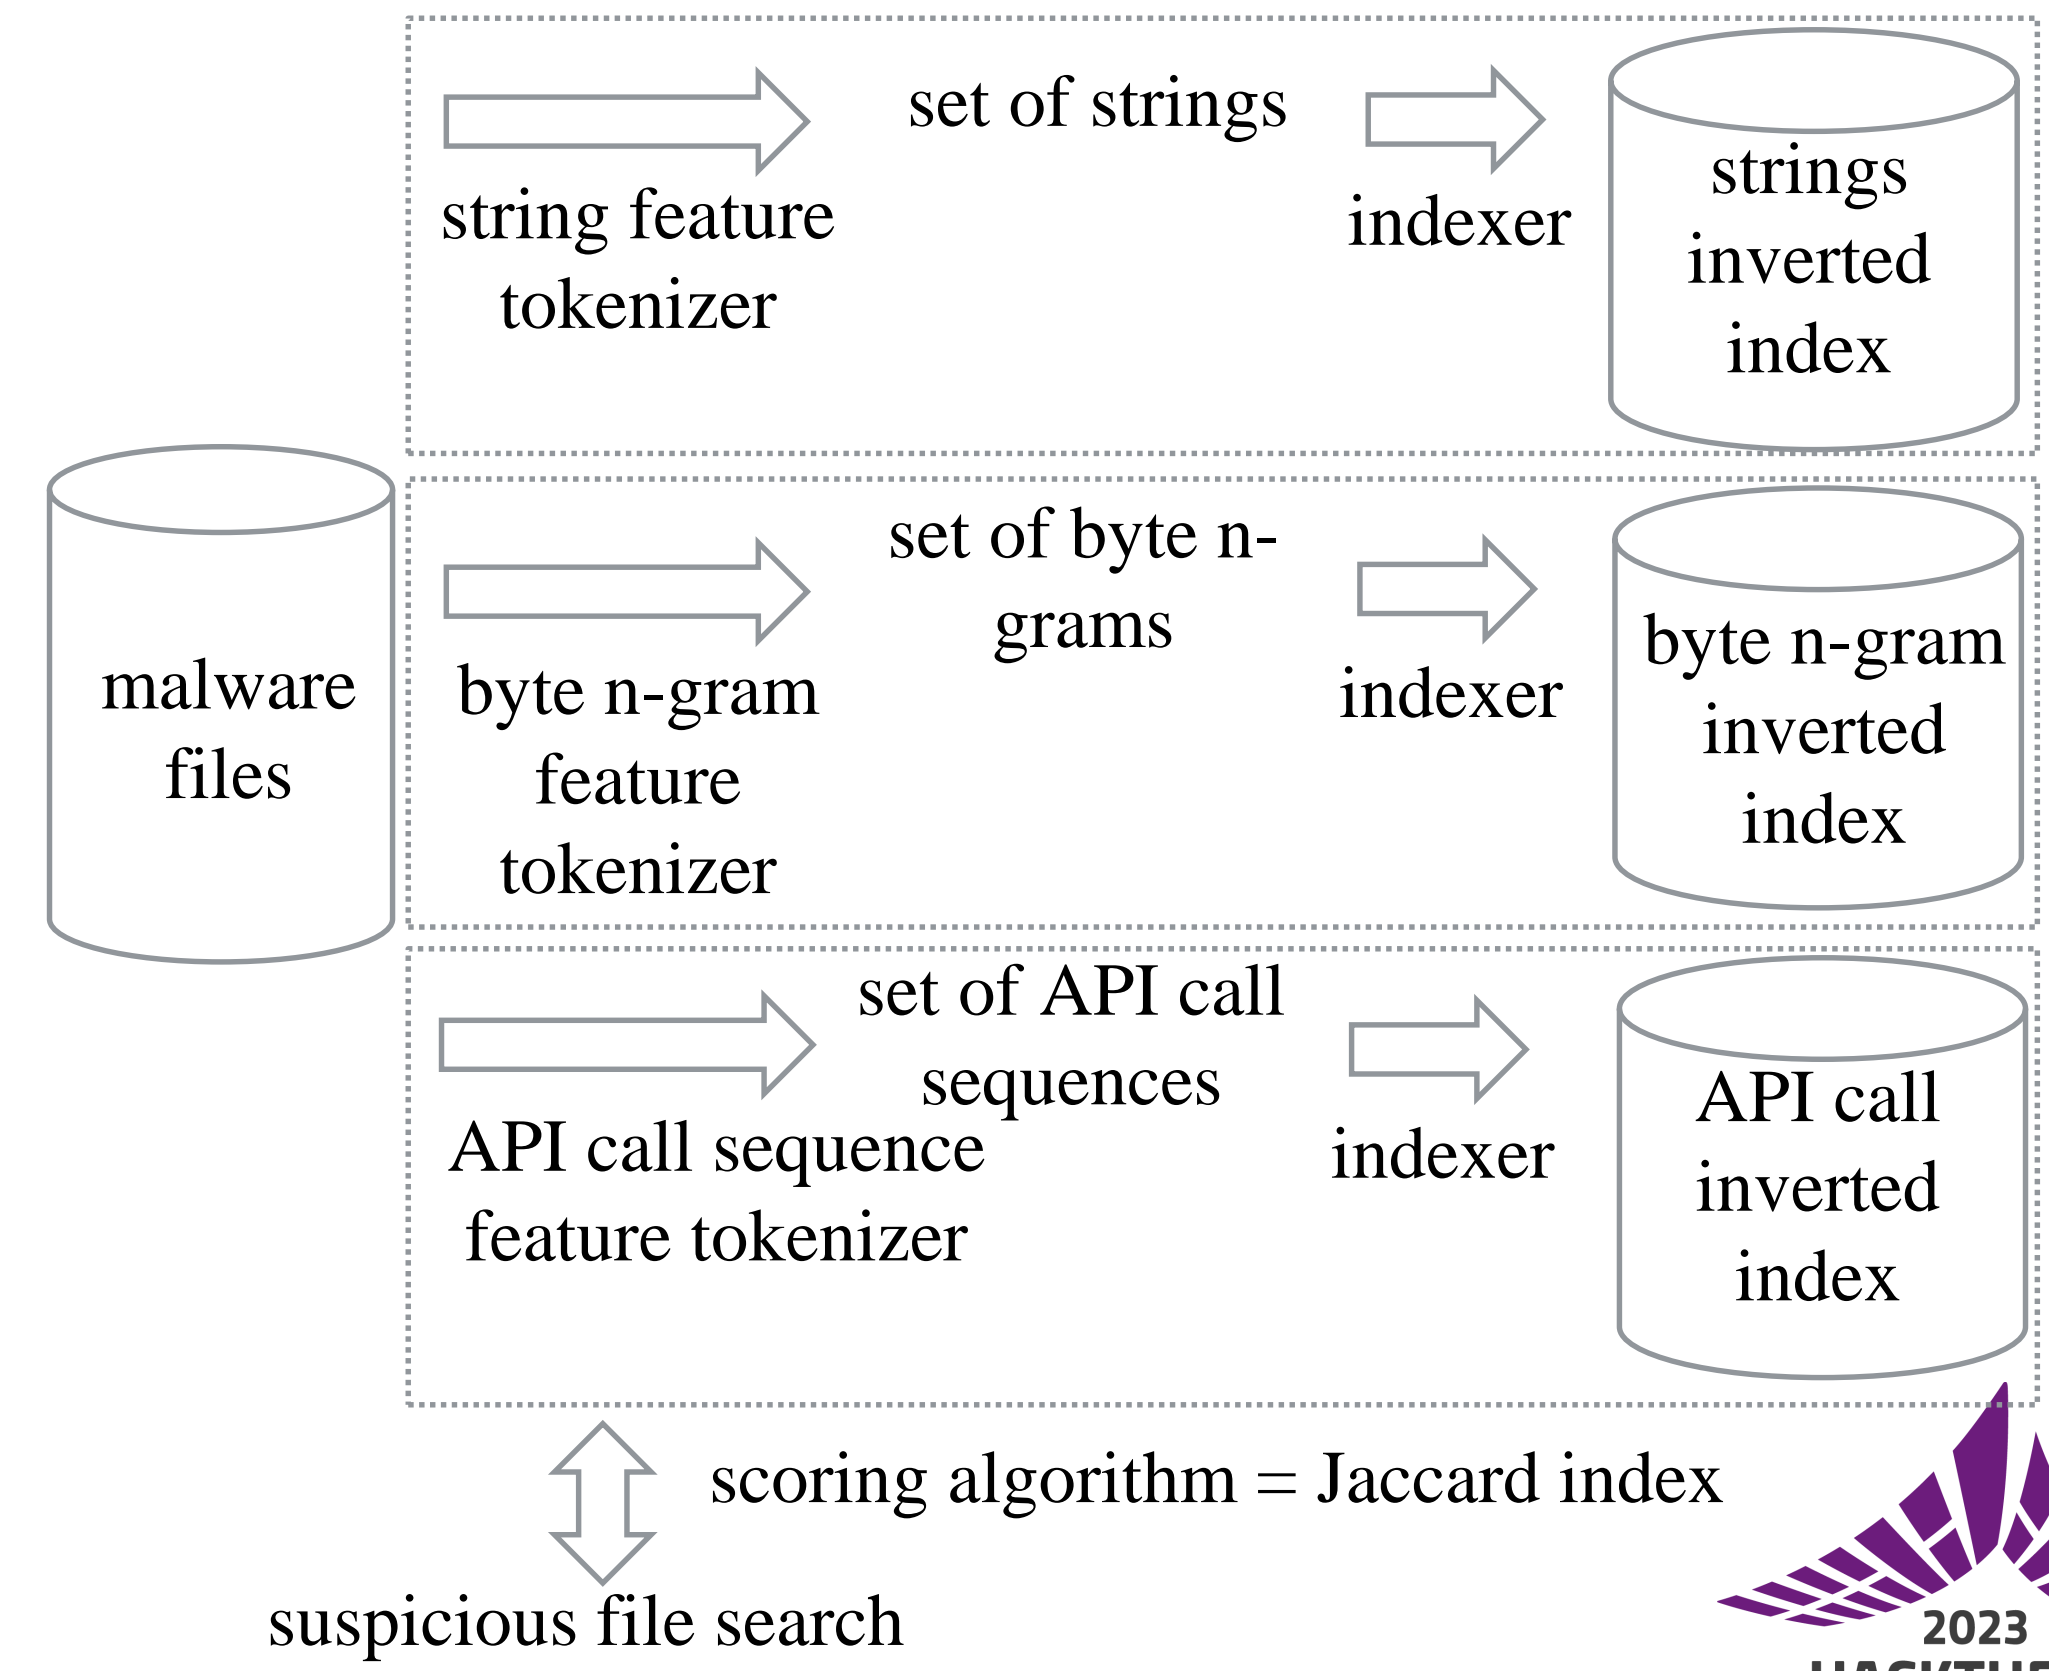 set of strings
string feature
tokenizer
indexer
strings
inverted
index
malware
files
set of byte n-
grams
byte n-gram
feature
tokenizer
indexer
byte n-gram
inverted
index
set of API call
sequences
API call sequence
feature tokenizer
indexer
API call
inverted
index
scoring algorithm = Jaccard index
suspicious file search
2023